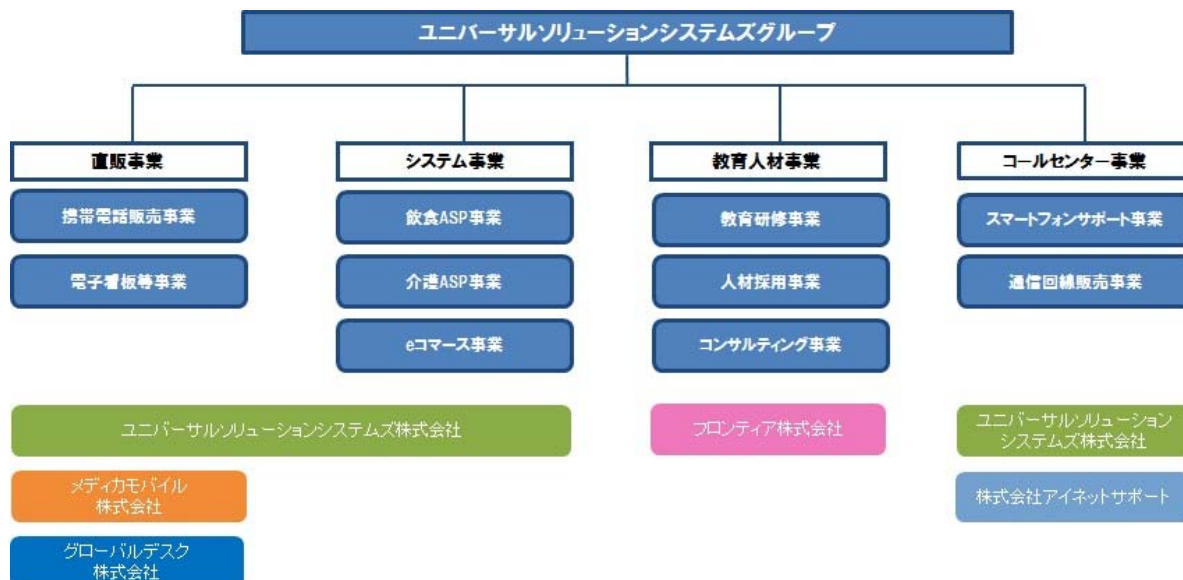 ユニバーサルソリューションシステムズグループ
直販事業
システム事業
教育人材事業
コールセンター事業
携帯電話販売事業
飲食ASP事業
教育研修事業
スマートフォンサポート事業
電子看板等事業
介護ASP事業
人材採用事業
通信回線販売事業
eコマース事業
コンサルティング事業
ユニバーサルソリューションシステムズ株式会社
フロンティア株式会社
ユニバーサルソリューション
システムズ株式会社
メディカモバイル
株式会社
株式会社アイネットサポート
グローバルデスク
株式会社